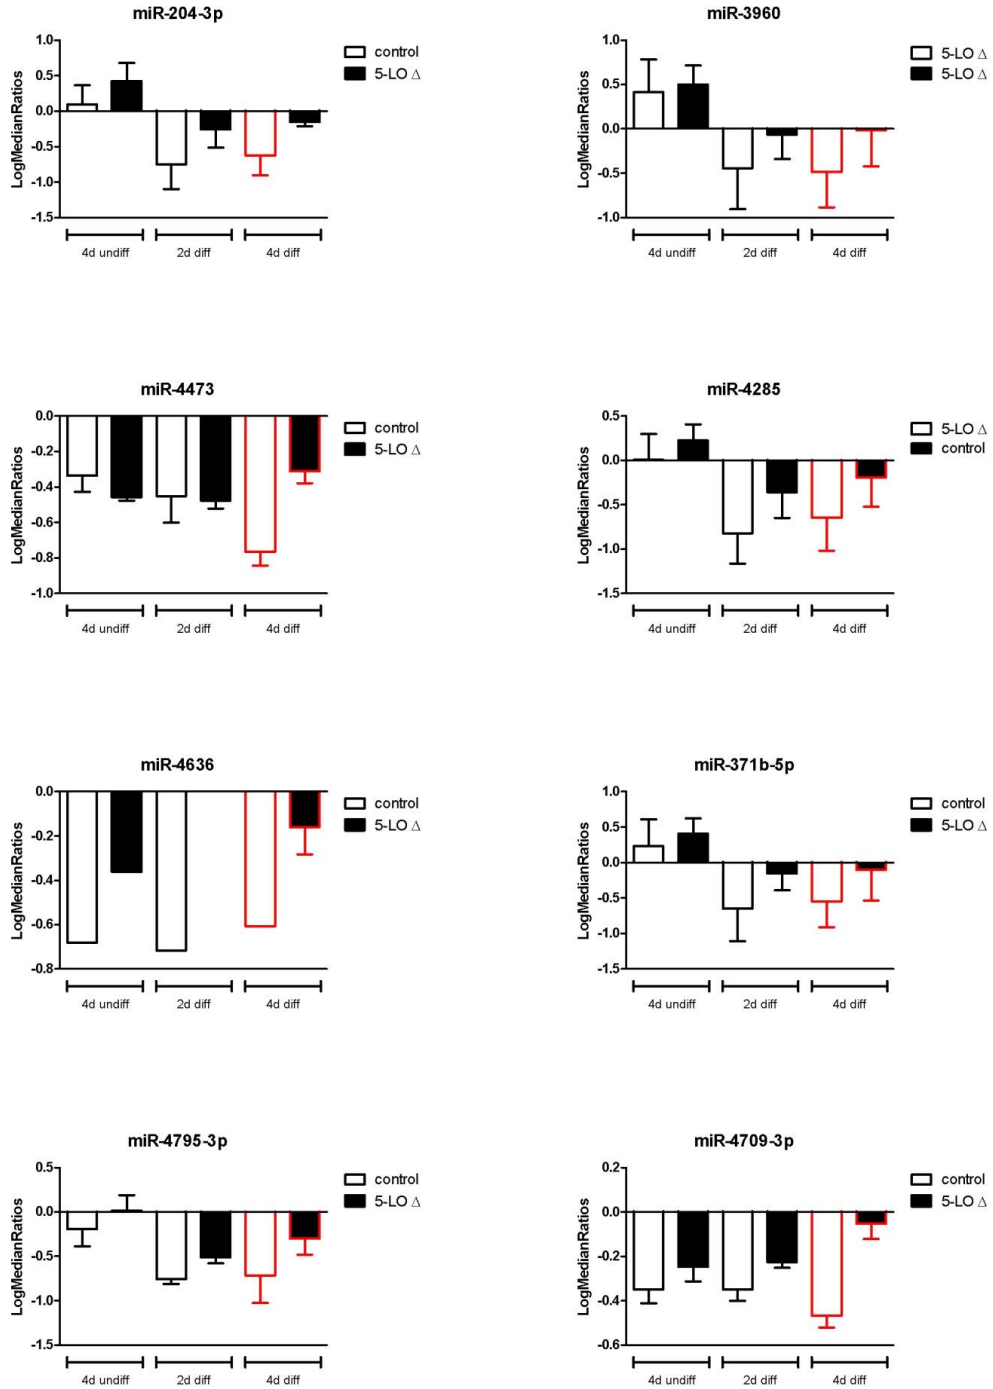 miR-204-3p
LogMedianRatios
1.0
0.5
0.0
-0.5
-1.0
-1.5
4d undiff 2d diff 4d diff
control
5-LO Δ
miR-3960
LogMedianRatios
1.0
0.5
0.0
-0.5
-1.0
4d undiff 2d diff 4d diff
5-LO Δ
5-LO Δ
miR-4473
LogMedianRatios
0.0
-0.2
-0.4
-0.6
-0.8
-1.0
4d undiff 2d diff 4d diff
control
5-LO Δ
miR-4285
LogMedianRatios
0.5
0.0
-0.5
-1.0
-1.5
4d undiff 2d diff 4d diff
5-LO Δ
control
miR-4636
LogMedianRatios
0.0
-0.2
-0.4
-0.6
-0.8
4d undiff 2d diff 4d diff
control
5-LO Δ
miR-371b-5p
LogMedianRatios
1.0
0.5
0.0
-0.5
-1.0
-1.5
4d undiff 2d diff 4d diff
control
5-LO Δ
miR-4795-3p
LogMedianRatios
0.5
0.0
-0.5
-1.0
-1.5
4d undiff 2d diff 4d diff
control
5-LO Δ
miR-4709-3p
LogMedianRatios
0.2
0.0
-0.2
-0.4
-0.6
4d undiff 2d diff 4d diff
control
5-LO Δ